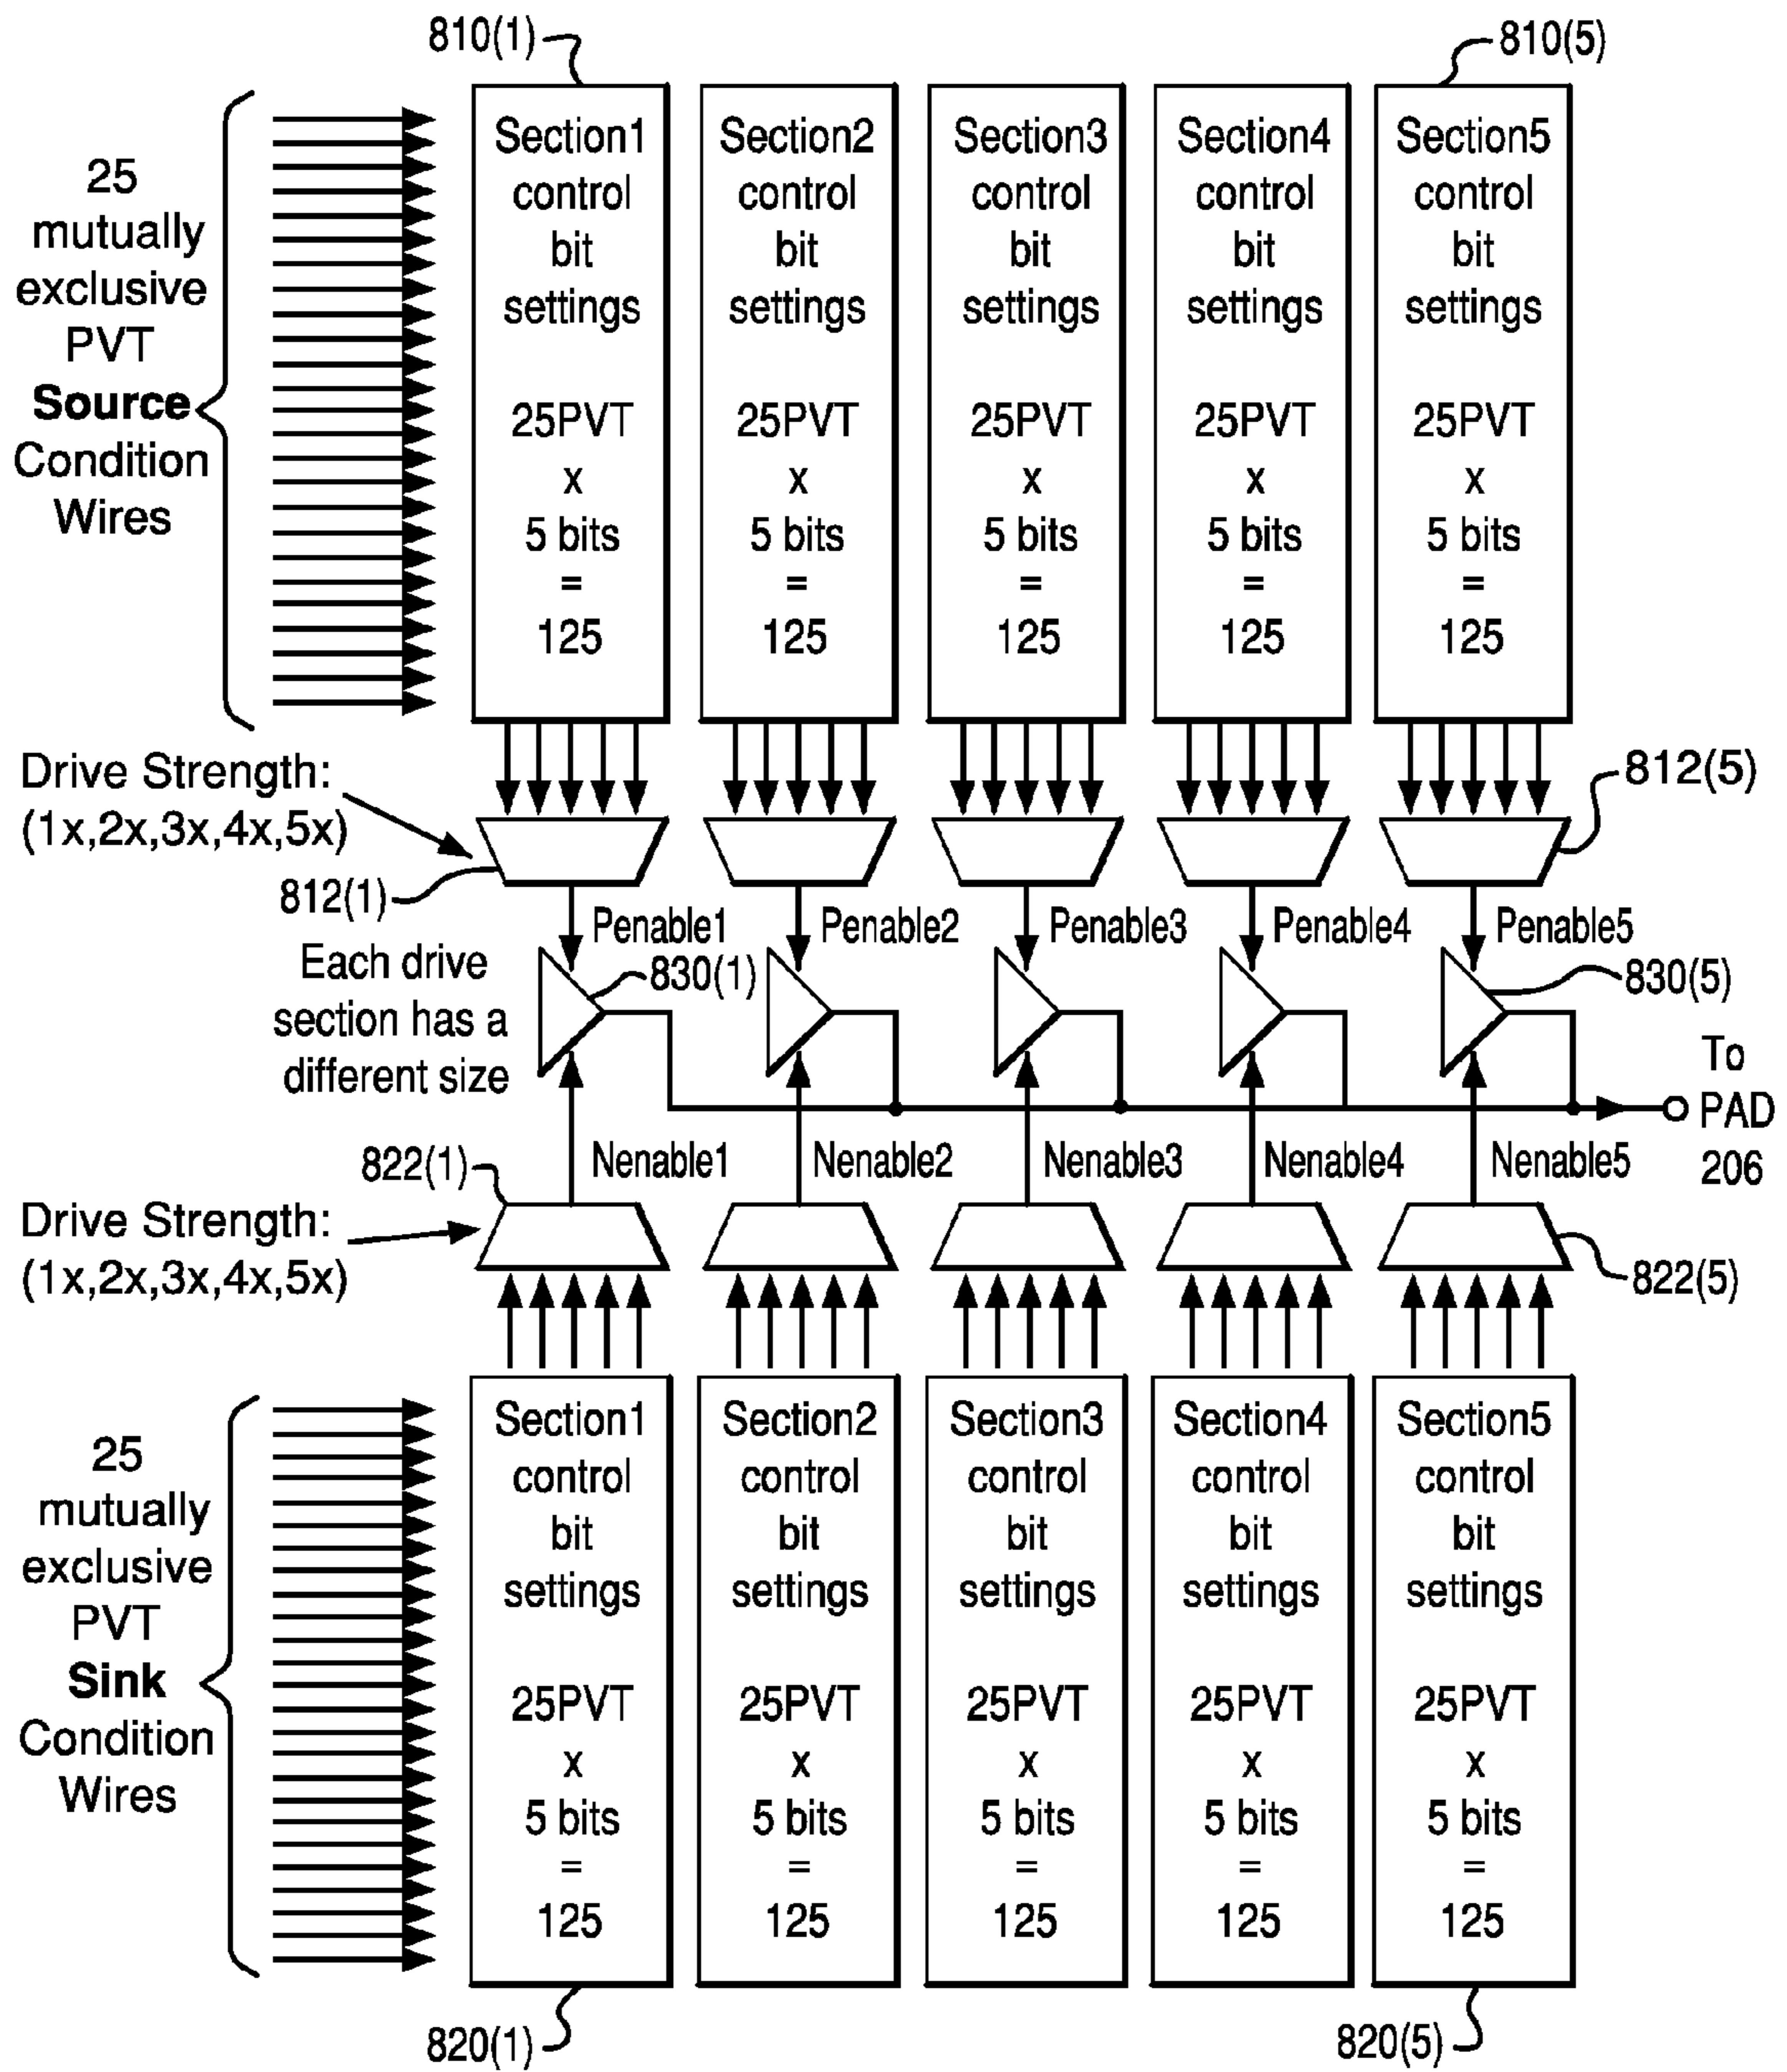 810(1)
810(5)
25
mutually
exclusive
PVT
Source
Condition
Wires
Section1
control
bit
settings
25PVT
x
5 bits
=
125
Section2
control
bit
settings
25PVT
x
5 bits
=
125
Section3
control
bit
settings
25PVT
x
5 bits
=
125
Section4
control
bit
settings
25PVT
x
5 bits
=
125
Section5
control
bit
settings
25PVT
x
5 bits
=
125
Drive Strength:
(1x,2x,3x,4x,5x)
812(1)
812(5)
Penable1
Penable2
Penable3
Penable4
Penable5
Each drive
section has a
different size
830(1)
830(5)
To
PAD
206
822(1)
Nenable1
Nenable2
Nenable3
Nenable4
Nenable5
Drive Strength:
(1x,2x,3x,4x,5x)
822(5)
25
mutually
exclusive
PVT
Sink
Condition
Wires
Section1
control
bit
settings
25PVT
x
5 bits
=
125
Section2
control
bit
settings
25PVT
x
5 bits
=
125
Section3
control
bit
settings
25PVT
x
5 bits
=
125
Section4
control
bit
settings
25PVT
x
5 bits
=
125
Section5
control
bit
settings
25PVT
x
5 bits
=
125
820(1)
820(5)